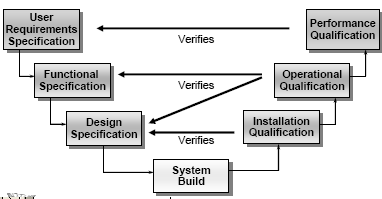 User
Requirements
Specification
Performance
Qualification
Verifies
Functional
Specification
Operational
Qualification
Verifies
Design
Specification
Installation
Qualification
Verifies
System
Build